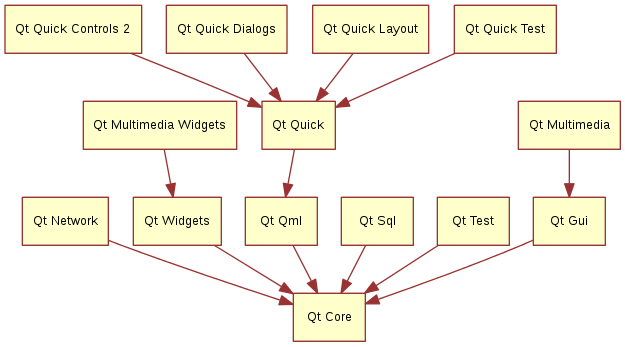 Qt Quick Controls 2
Qt Quick Dialogs
Qt Quick Layout
Qt Quick Test
Qt Multimedia Widgets
Qt Quick
Qt Multimedia
Qt Network
Qt Widgets
Qt Qml
Qt Sql
Qt Test
Qt Gui
Qt Core